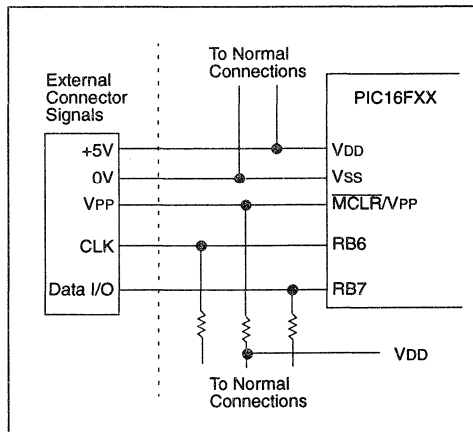 To Normal
Connections
External
Connector
Signals
PIC16FXX
+5V
VDD
0V
VSS
VPP
MCLR/VPP
CLK
RB6
Data I/O
RB7
VDD
To Normal
Connections